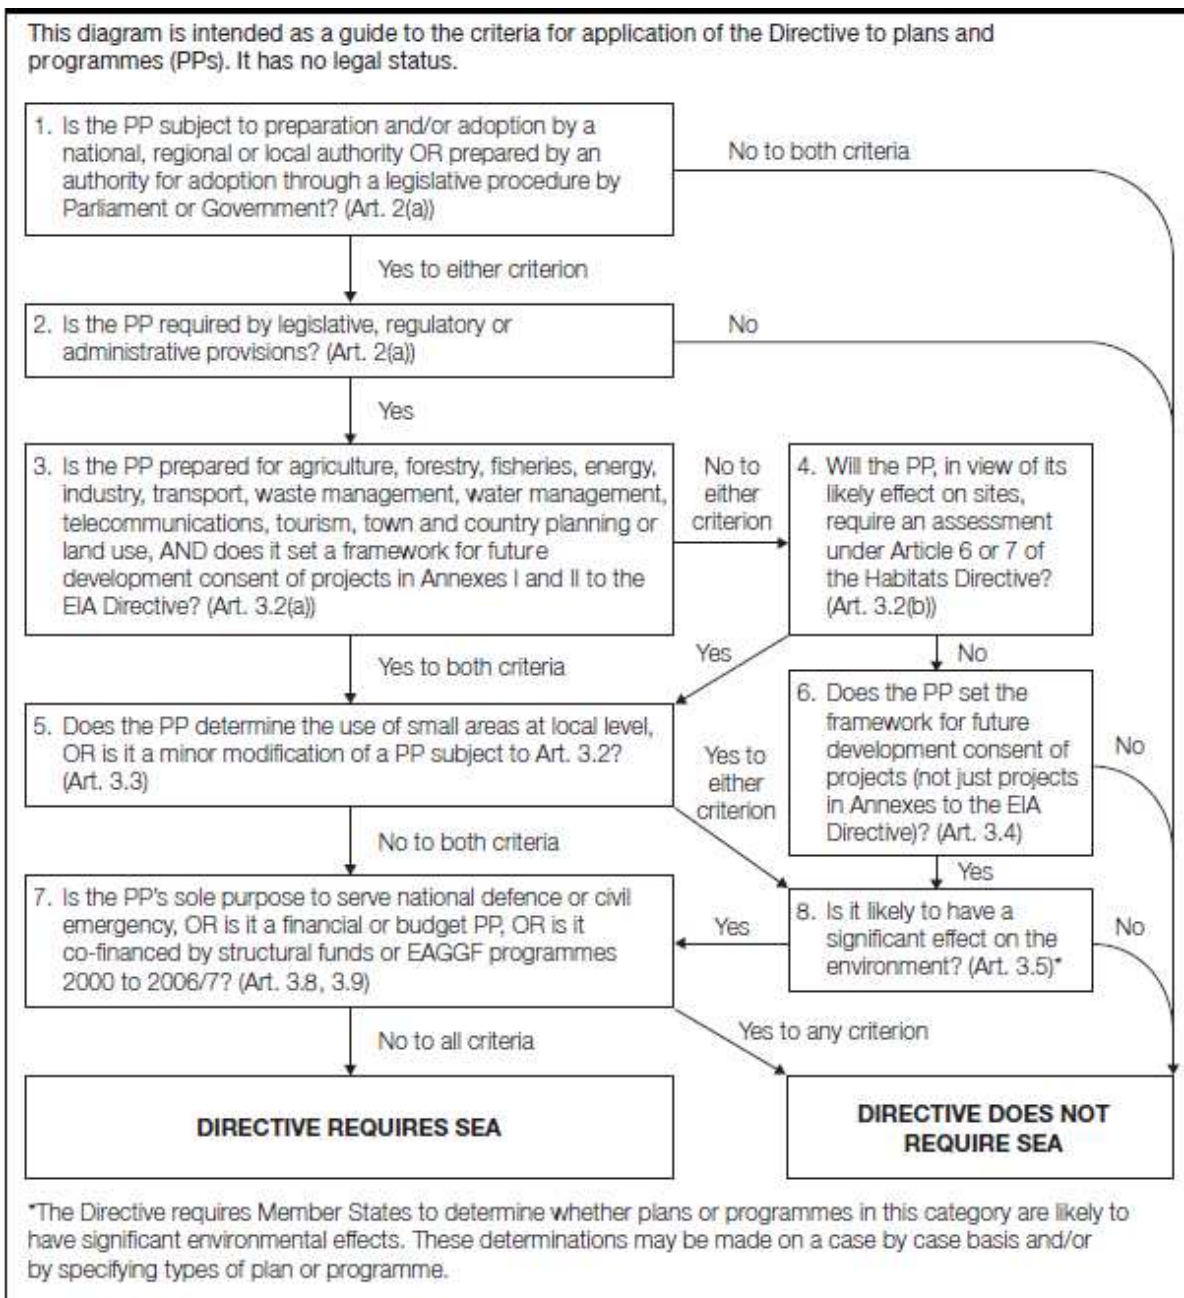 This diagram is intended as a guide to the criteria for application of the Directive to plans and
programmes (PPs). It has no legal status.
1. Is the PP subject to preparation and/or adoption by a
national, regional or local authority OR prepared by an
authority for adoption through a legislative procedure by
Parliament or Government? (Art. 2(a))
No to both criteria
Yes to either criterion
2. Is the PP required by legislative, regulatory or
administrative provisions? (Art. 2(a))
No
Yes
3. Is the PP prepared for agriculture, forestry, fisheries, energy,
industry, transport, waste management, water management,
telecommunications, tourism, town and country planning or
land use, AND does it set a framework for future
development consent of projects in Annexes I and II to the
EIA Directive? (Art. 3.2(a))
No to
either
criterion
4. Will the PP, in view of its
likely effect on sites,
require an assessment
under Article 6 or 7 of
the Habitats Directive?
(Art. 3.2(b))
Yes to both criteria
Yes
No
5. Does the PP determine the use of small areas at local level,
OR is it a minor modification of a PP subject to Art. 3.2?
(Art. 3.3)
Yes to
either
criterion
6. Does the PP set the
framework for future
development consent of
projects (not just projects
in Annexes to the EIA
Directive)? (Art. 3.4)
No
No to both criteria
Yes
7. Is the PP's sole purpose to serve national defence or civil
emergency, OR is it a financial or budget PP, OR is it
co-financed by structural funds or EAGGF programmes
2000 to 2006/7? (Art. 3.8, 3.9)
Yes
8. Is it likely to have a
significant effect on the
environment? (Art. 3.5)*
No
No to all criteria
Yes to any criterion
DIRECTIVE REQUIRES SEA
DIRECTIVE DOES NOT
REQUIRE SEA
*The Directive requires Member States to determine whether plans or programmes in this category are likely to
have significant environmental effects. These determinations may be made on a case by case basis and/or
by specifying types of plan or programme.